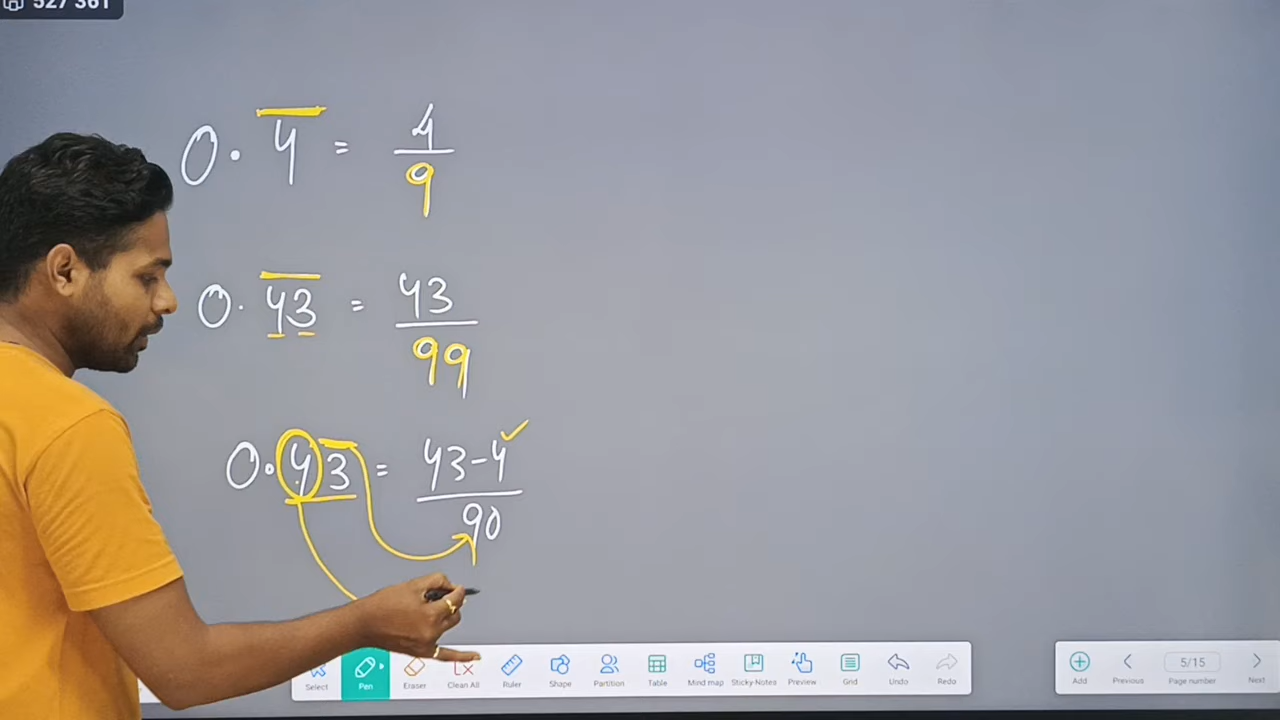 527 361
0.4̅ = 4/9
0.4̅3̅ = 43/99
0.43̅ = 43-4/90
Select Pen Eraser Clean All Ruler Shape Partition Table Mind map Sticky-Notes Preview Grid Undo Redo
Add Previous 5/15 Page number Next